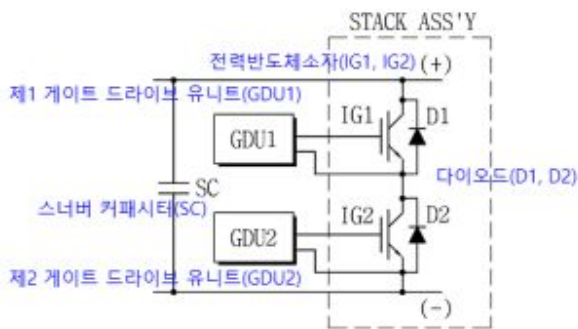 STACK ASS'Y
전력반도체소자(IG1, IG2) (+)
제1 게이트 드라이브 유니트(GDU1)
IG1 D1
GDU1
다이오드(D1, D2)
SC
스너버 커패시터(SC)
IG2 D2
GDU2
제2 게이트 드라이브 유니트(GDU2)
(-)